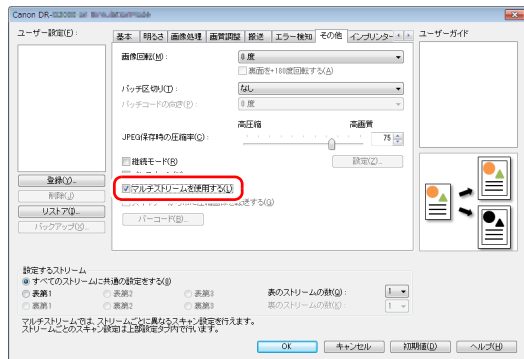 Canon DR-
ユーザー設定(F):
登録(Y)...
削除(J)
リストア(I)...
バックアップ(X)...
基本 明るさ 画像処理 画質調整 搬送 エラー検知 その他 インプリンター
画像回転(M): 0 度
裏面を+180度回転する(A)
パッチ区切り(T): なし
パッチコードの向き(P): 0 度
高圧縮 高画質
JPEG保存時の圧縮率(C): 75
継続モード(R) 設定(Z)...
マルチストリームを使用する(L)
する(G)
バーコード(B)...
ユーザーガイド
設定するストリーム
すべてのストリームに共通の設定をする(I)
表第1 表第2 表第3 表のストリームの数(Q): 1
裏第1 裏第2 裏第3 裏のストリームの数(K): 1
マルチストリームでは、ストリームごとに異なるスキャン設定を行えます。
ストリームごとのスキャン設定は上部設定タブ内で行います。
OK キャンセル 初期値(D) ヘルプ(H)